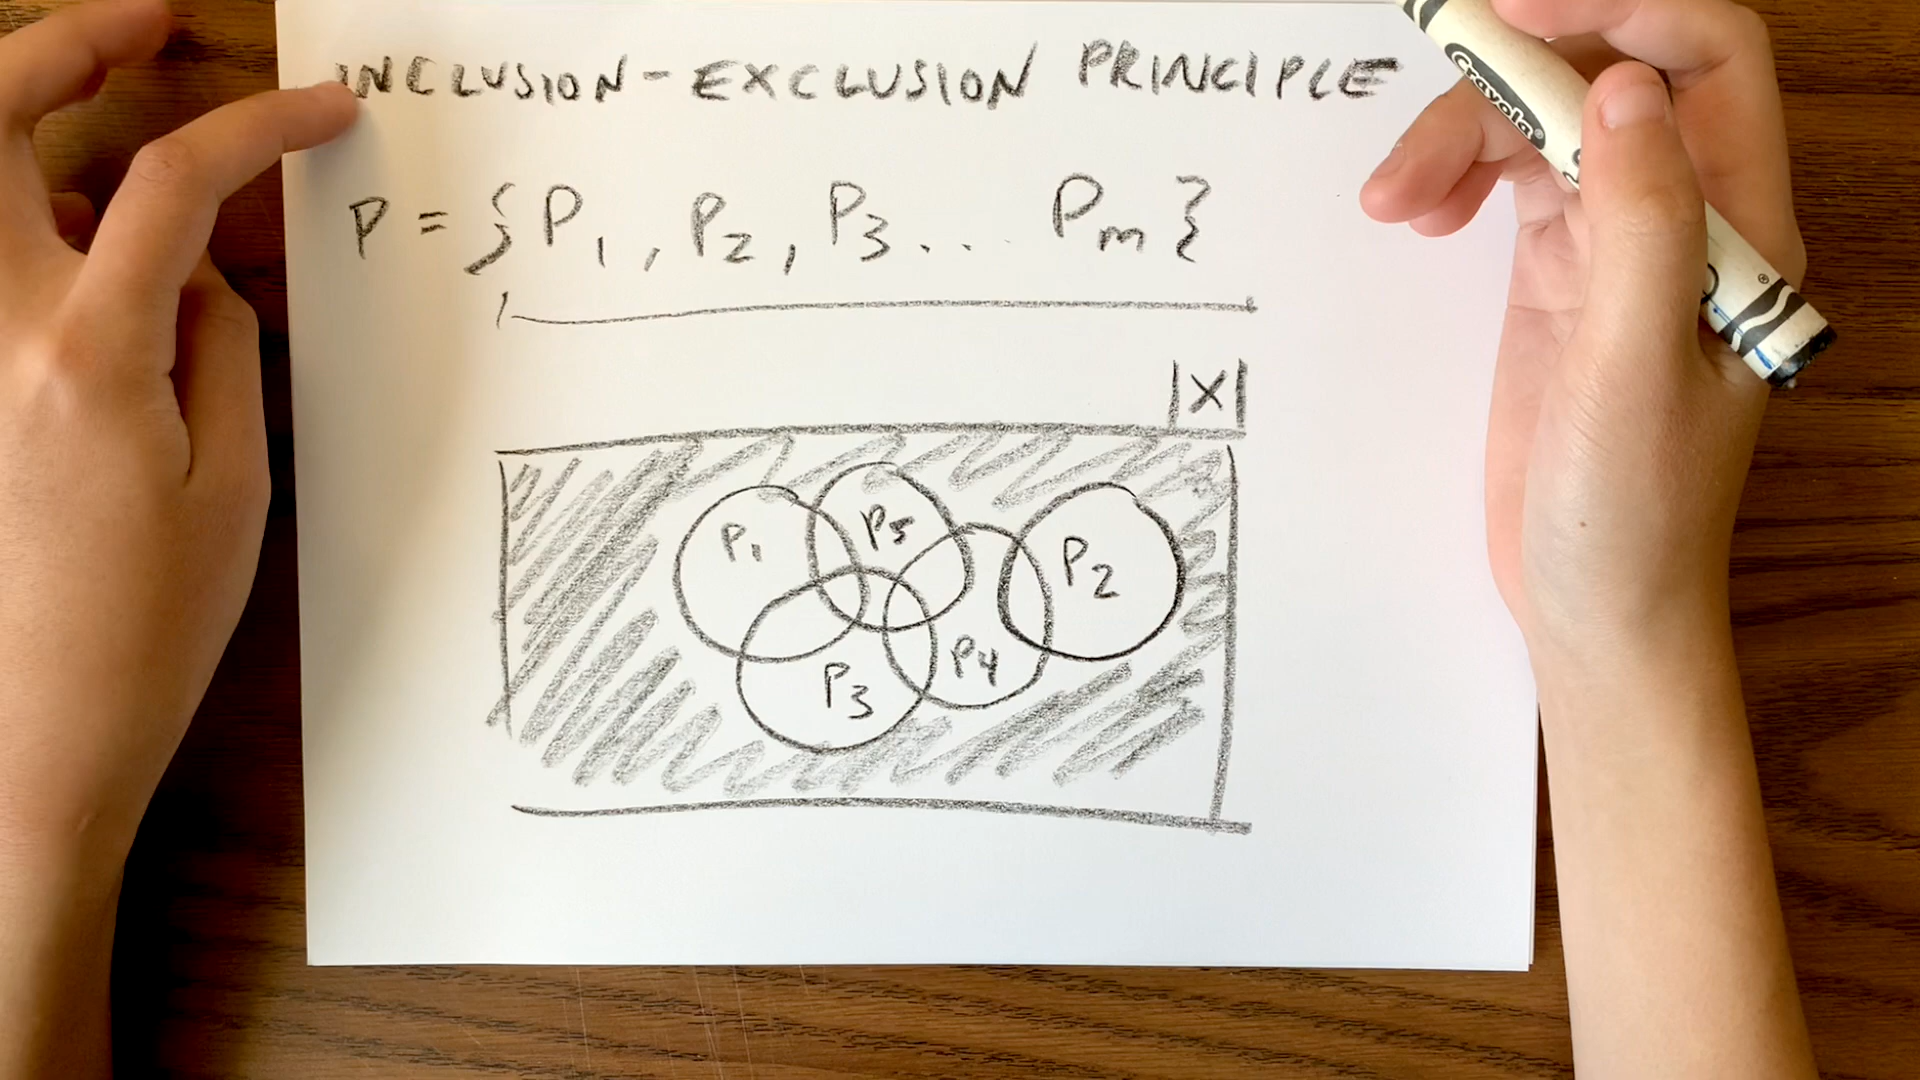 INCLUSION-EXCLUSION PRINCIPLE
Crayola
P = {P1, P2, P3... Pm}
|X|
P1
P5
P2
P3
P4